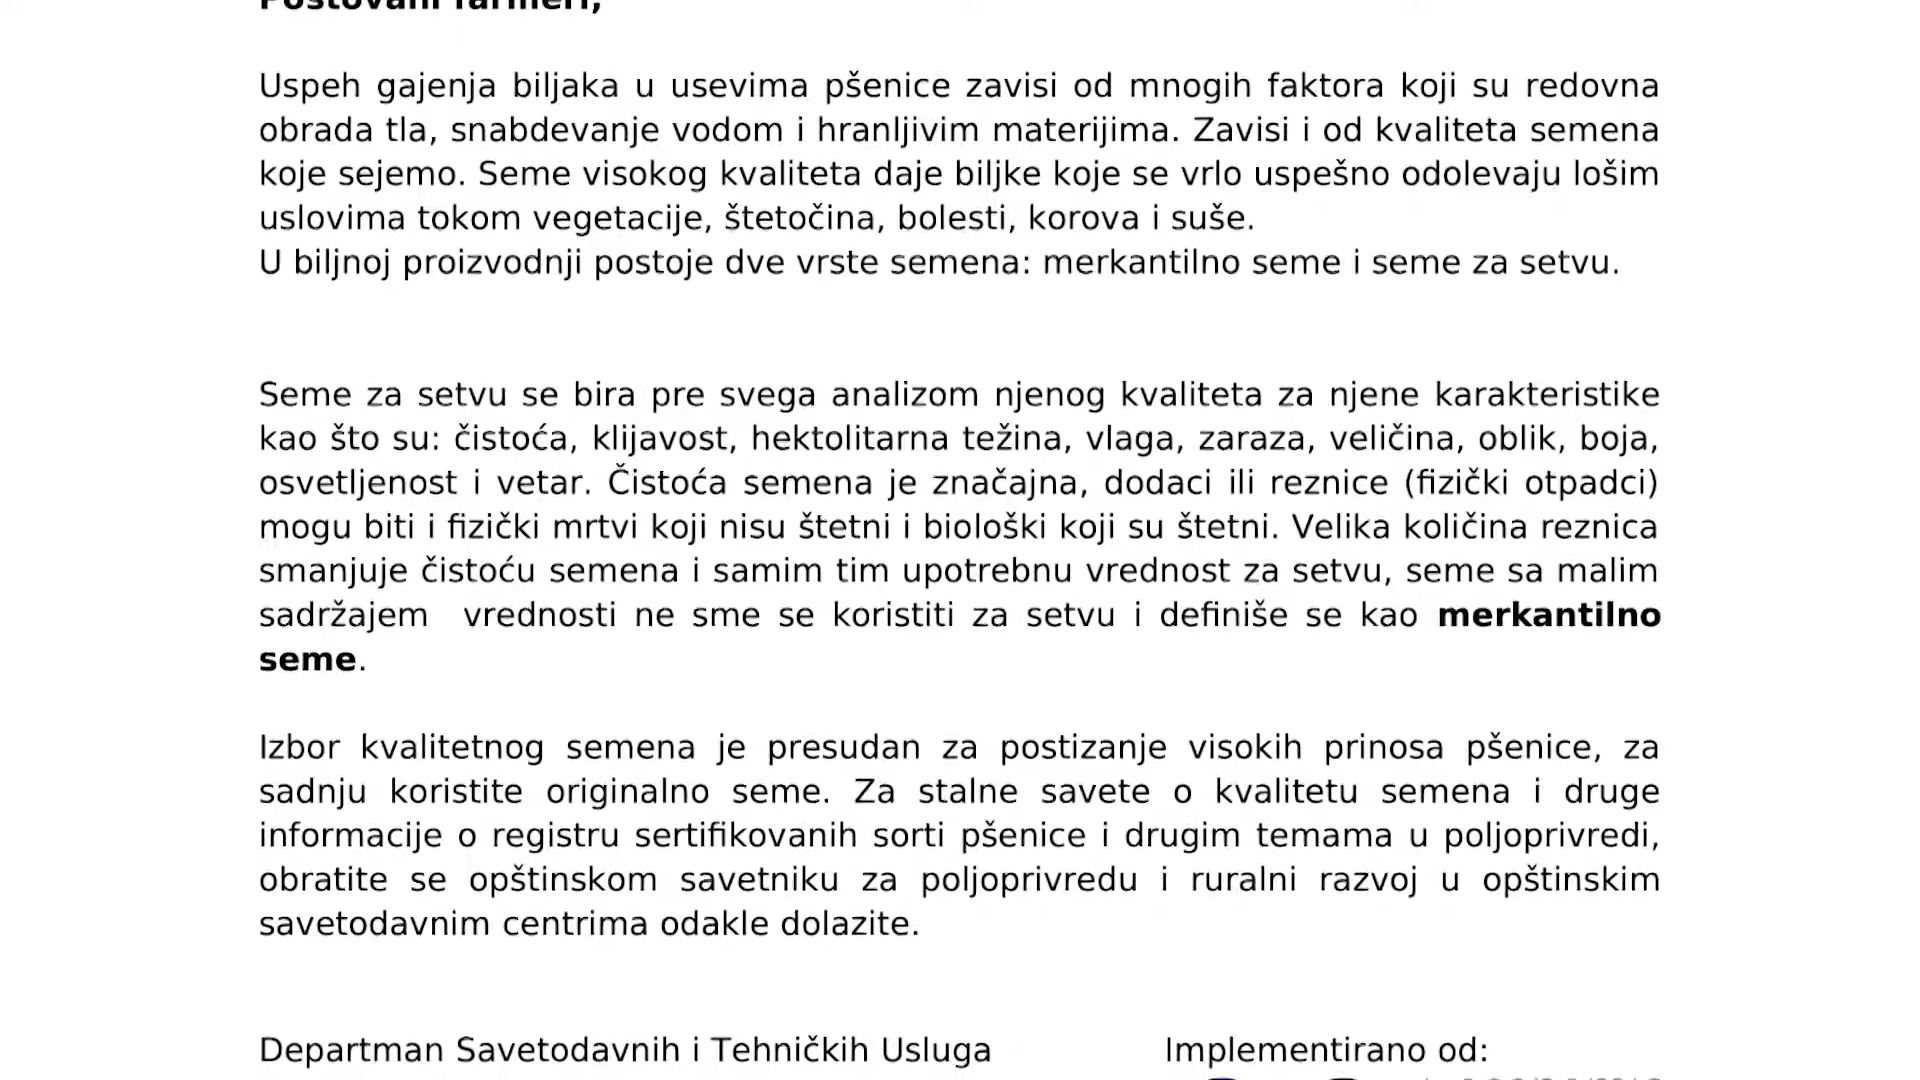 Poštovani farmeri,
Uspeh gajenja biljaka u usevima pšenice zavisi od mnogih faktora koji su redovna
obrada tla, snabdevanje vodom i hranljivim materijima. Zavisi i od kvaliteta semena
koje sejemo. Seme visokog kvaliteta daje biljke koje se vrlo uspešno odolevaju lošim
uslovima tokom vegetacije, štetočina, bolesti, korova i suše.
U biljnoj proizvodnji postoje dve vrste semena: merkantilno seme i seme za setvu.
Seme za setvu se bira pre svega analizom njenog kvaliteta za njene karakteristike
kao što su: čistoća, klijavost, hektolitarna težina, vlaga, zaraza, veličina, oblik, boja,
osvetljenost i vetar. Čistoća semena je značajna, dodaci ili reznice (fizički otpadci)
mogu biti i fizički mrtvi koji nisu štetni i biološki koji su štetni. Velika količina reznica
smanjuje čistoću semena i samim tim upotrebnu vrednost za setvu, seme sa malim
sadržajem vrednosti ne sme se koristiti za setvu i definiše se kao merkantilno
seme.
Izbor kvalitetnog semena je presudan za postizanje visokih prinosa pšenice, za
sadnju koristite originalno seme. Za stalne savete o kvalitetu semena i druge
informacije o registru sertifikovanih sorti pšenice i drugim temama u poljoprivredi,
obratite se opštinskom savetniku za poljoprivredu i ruralni razvoj u opštinskim
savetodavnim centrima odakle dolazite.
Departman Savetodavnih i Tehničkih Usluga
Implementirano od: